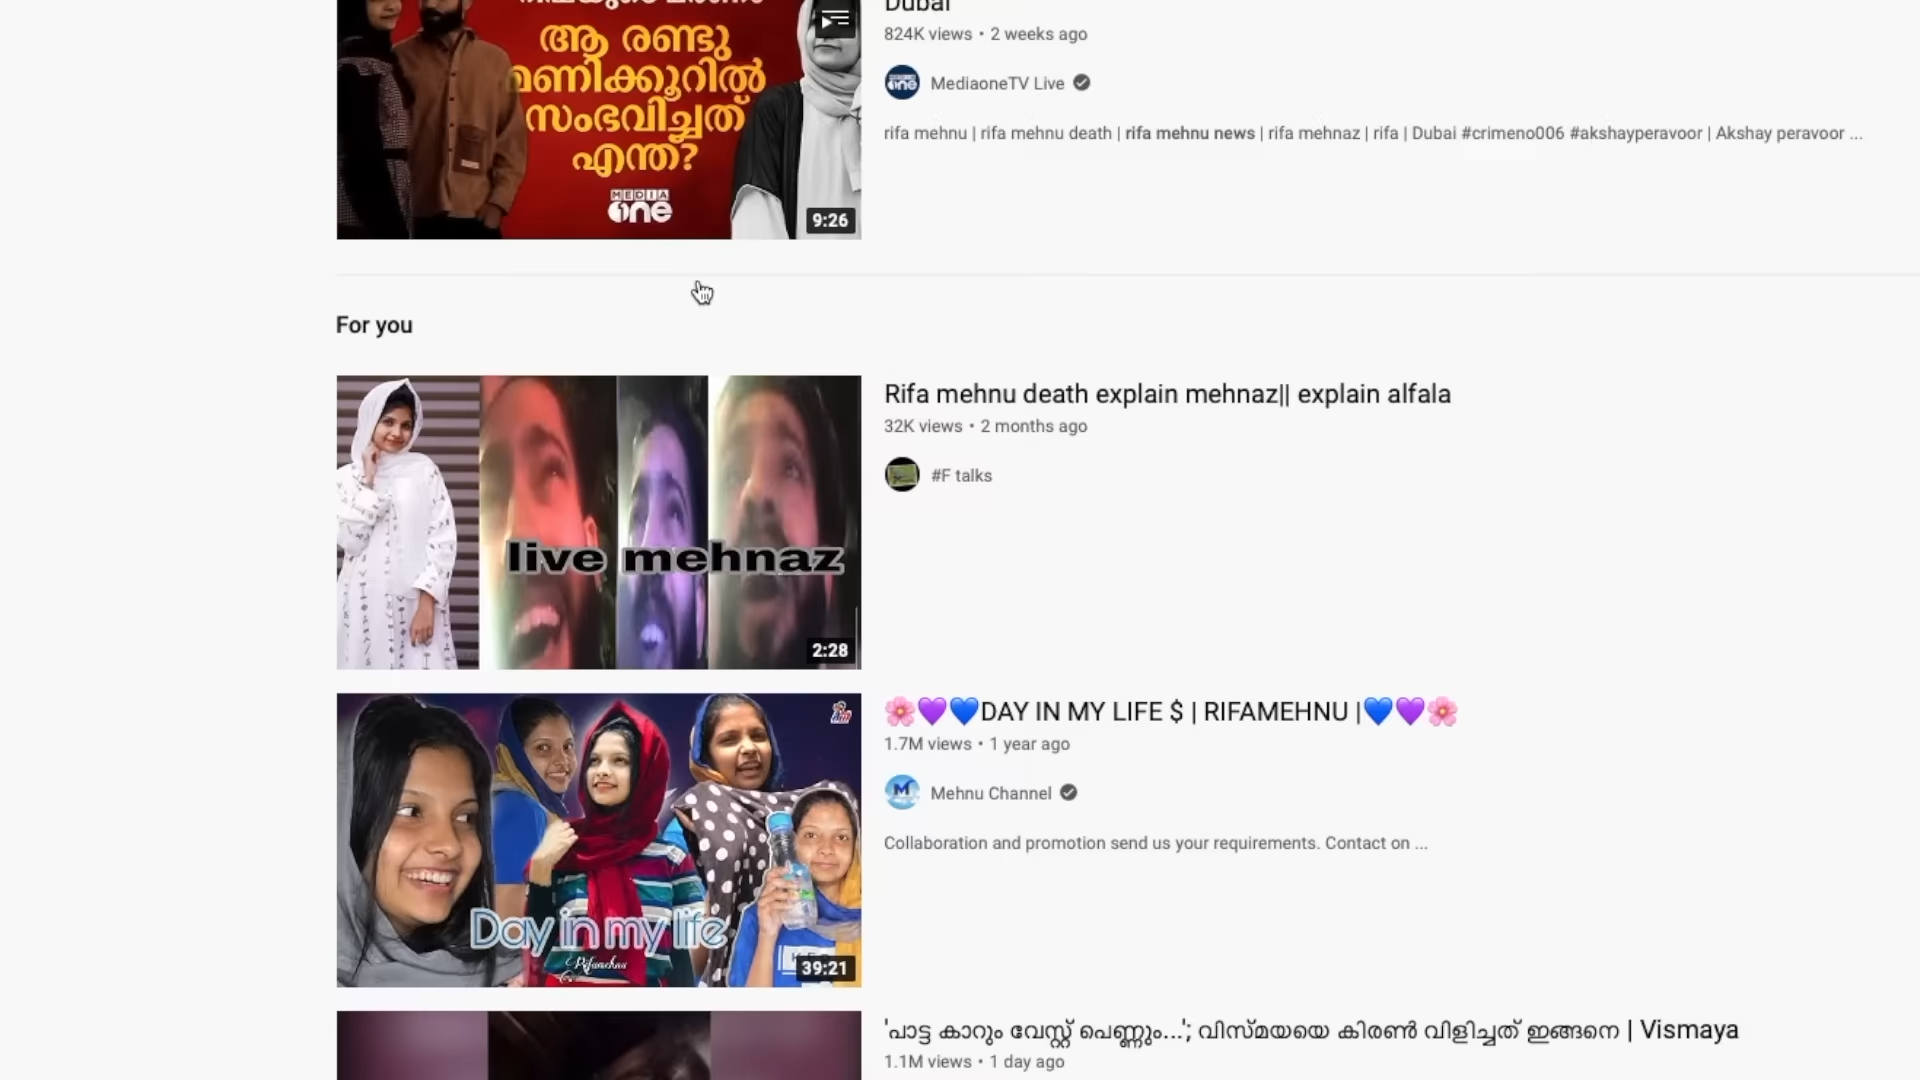 Dubai
ആ രണ്ടു
മണിക്കൂറിൽ
സംഭവിച്ചത്
എന്ത്?
MEDIA
one
9:26
824K views • 2 weeks ago
MediaoneTV Live
rifa mehnu | rifa mehnu death | rifa mehnu news | rifa mehnaz | rifa | Dubai #crimeno006 #akshayperavoor | Akshay peravoor ...
For you
live mehnaz
2:28
Rifa mehnu death explain mehnaz|| explain alfala
32K views • 2 months ago
#F talks
Day in my life
Rifamehnu
39:21
🌸💜💙DAY IN MY LIFE $ | RIFAMEHNU |💙💜🌸
1.7M views • 1 year ago
Mehnu Channel
Collaboration and promotion send us your requirements. Contact on ...
'പാട്ട കാറും വേസ്റ്റ് പെണ്ണും...'; വിസ്മയയെ കിരൺ വിളിച്ചത് ഇങ്ങനെ | Vismaya
1.1M views • 1 day ago